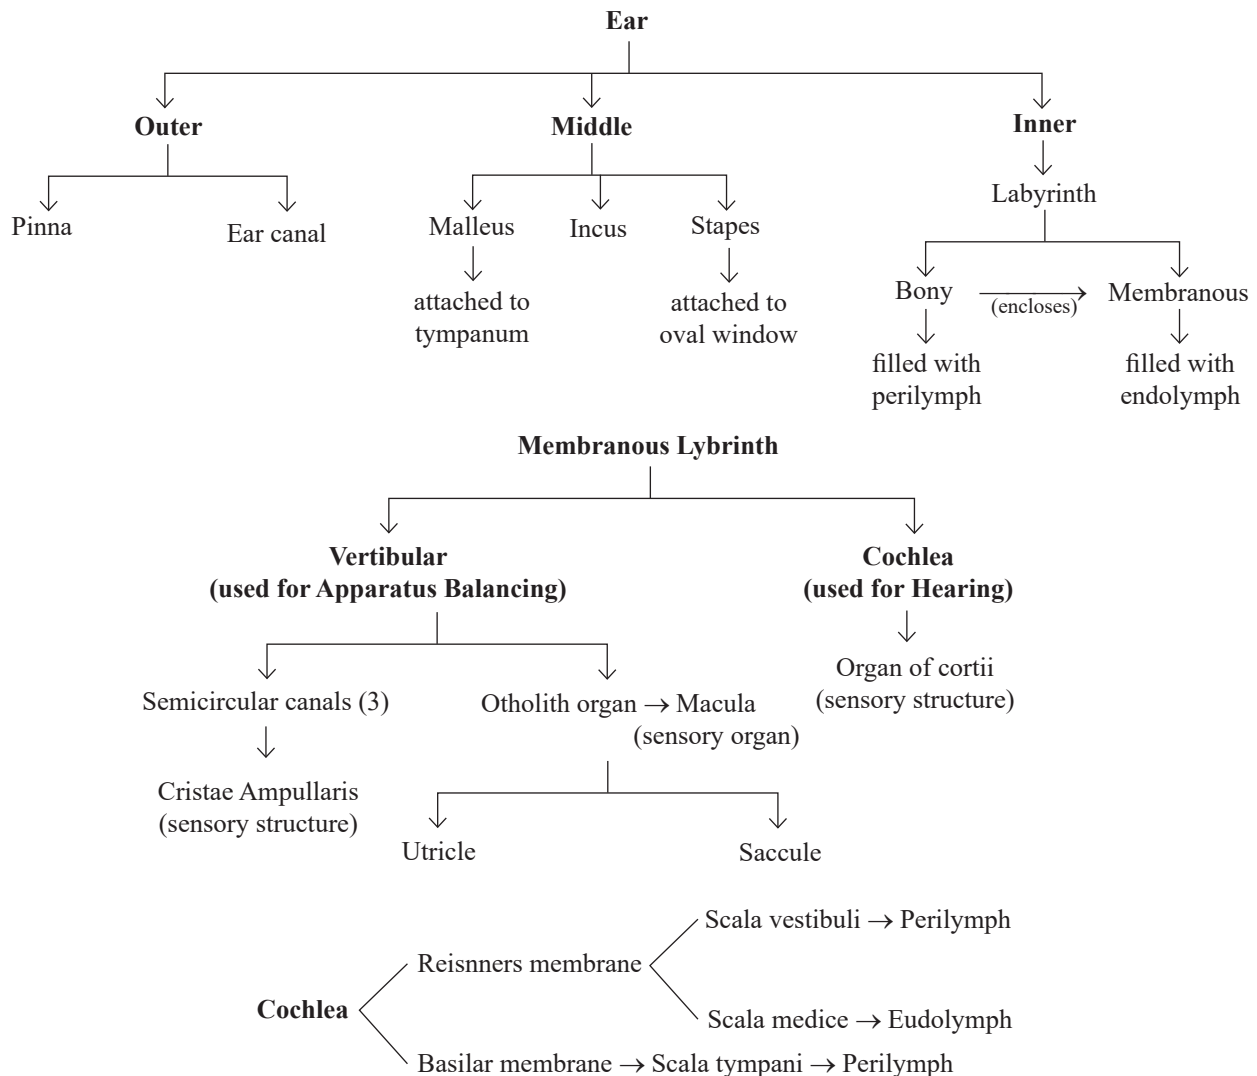 Ear
Outer
Middle
Inner
Pinna
Ear canal
Malleus
Incus
Stapes
attached to
tympanum
attached to
oval window
Labyrinth
Bony
(encloses)
Membranous
filled with
perilymph
filled with
endolymph
Membranous Lybrinth
Vertibular
(used for Apparatus Balancing)
Cochlea
(used for Hearing)
Semicircular canals (3)
Cristae Ampullaris
(sensory structure)
Otholith organ → Macula
(sensory organ)
Utricle
Saccule
Organ of cortii
(sensory structure)
Cochlea
Reisnners membrane
Scala vestibuli → Perilymph
Scala medice → Eudolymph
Basilar membrane → Scala tympani → Perilymph